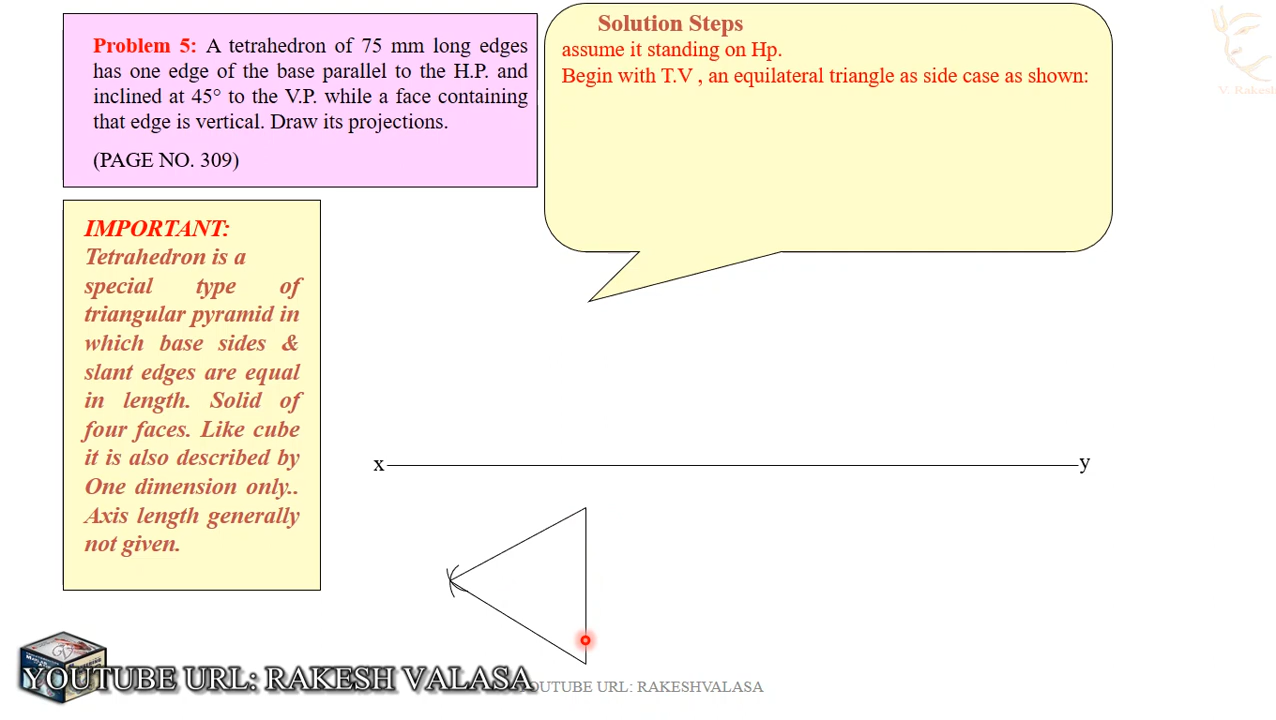 Problem 5: A tetrahedron of 75 mm long edges
has one edge of the base parallel to the H.P. and
inclined at 45° to the V.P. while a face containing
that edge is vertical. Draw its projections.
(PAGE NO. 309)
Solution Steps
assume it standing on Hp.
Begin with T.V , an equilateral triangle as side case as shown:
V. Rakesh
IMPORTANT:
Tetrahedron is a
special type of
triangular pyramid in
which base sides &
slant edges are equal
in length. Solid of
four faces. Like cube
it is also described by
One dimension only..
Axis length generally
not given.
x
y
YOUTUBE URL: RAKESH VALASA
YOUTUBE URL: RAKESHVALASA